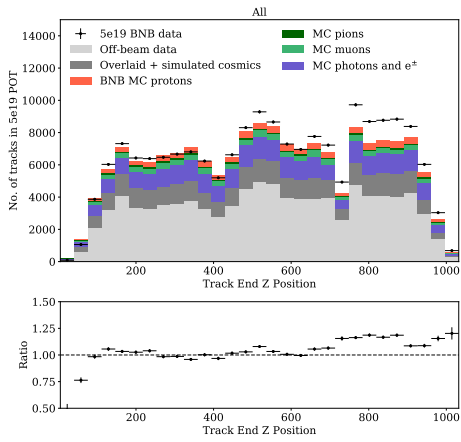 All
5e19 BNB data
Off-beam data
Overlaid + simulated cosmics
BNB MC protons
MC pions
MC muons
MC photons and e±
No. of tracks in 5e19 POT
14000
12000
10000
8000
6000
4000
2000
0
200 400 600 800 1000
Track End Z Position
Ratio
1.50
1.25
1.00
0.75
0.50
200 400 600 800 1000
Track End Z Position